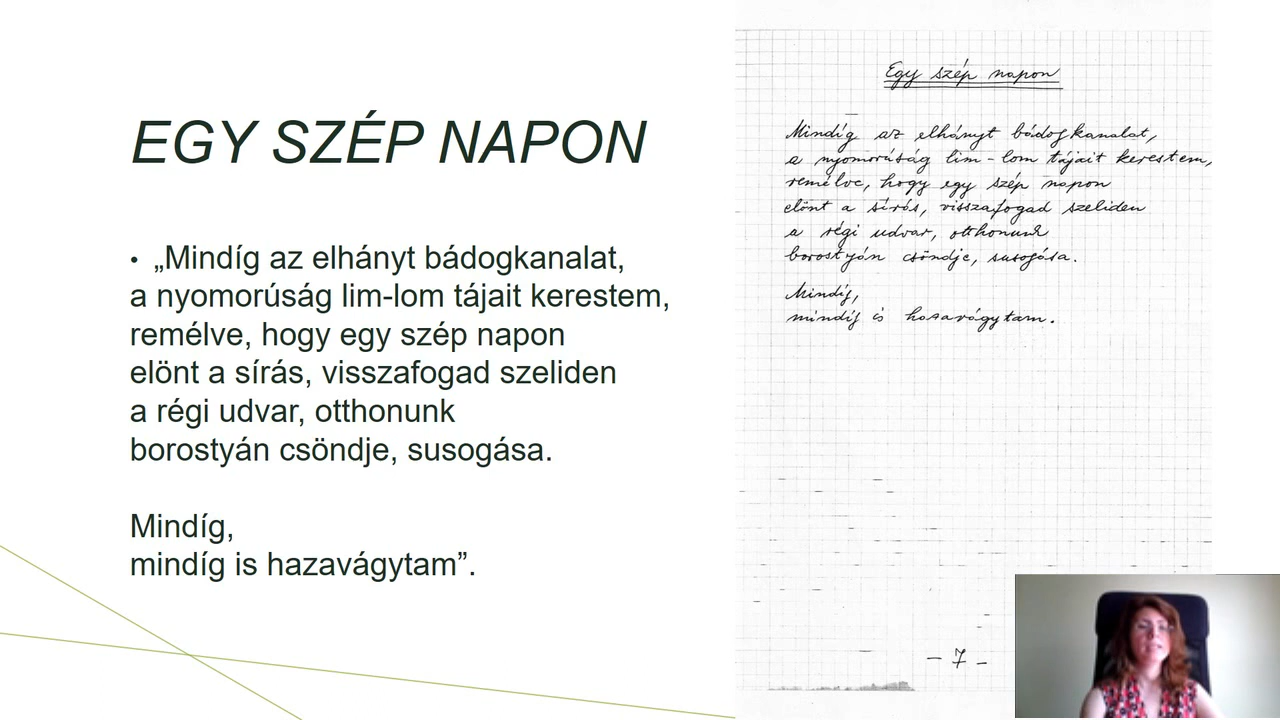 EGY SZÉP NAPON
• „Mindíg az elhányt bádogkanalat,
a nyomorúság lim-lom tájait kerestem,
remélve, hogy egy szép napon
elönt a sírás, visszafogad szeliden
a régi udvar, otthonunk
borostyán csöndje, susogása.
Mindíg,
mindíg is hazavágytam”.
Egy szép napon
Mindíg az elhányt bádogkanalat,
a nyomorúság lim-lom tájait kerestem,
remélve, hogy egy szép napon
elönt a sírás, visszafogad szeliden
a régi udvar, otthonunk
borostyán csöndje, susogása.
Mindíg,
mindíg is hazavágytam.
- 7 -